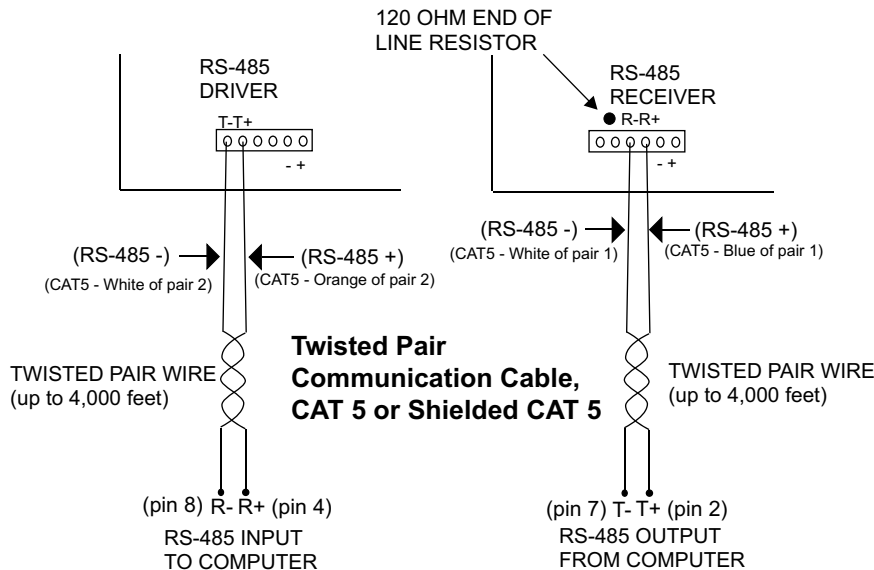 120 OHM END OF
LINE RESISTOR
RS-485
DRIVER
T-T+
- +
RS-485
RECEIVER
R-R+
- +
(RS-485 -)
(CAT5 - White of pair 2)
(RS-485 +)
(CAT5 - Orange of pair 2)
(RS-485 -)
(CAT5 - White of pair 1)
(RS-485 +)
(CAT5 - Blue of pair 1)
TWISTED PAIR WIRE
(up to 4,000 feet)
Twisted Pair
Communication Cable,
CAT 5 or Shielded CAT 5
TWISTED PAIR WIRE
(up to 4,000 feet)
(pin 8) R- R+ (pin 4)
RS-485 INPUT
TO COMPUTER
(pin 7) T- T+ (pin 2)
RS-485 OUTPUT
FROM COMPUTER